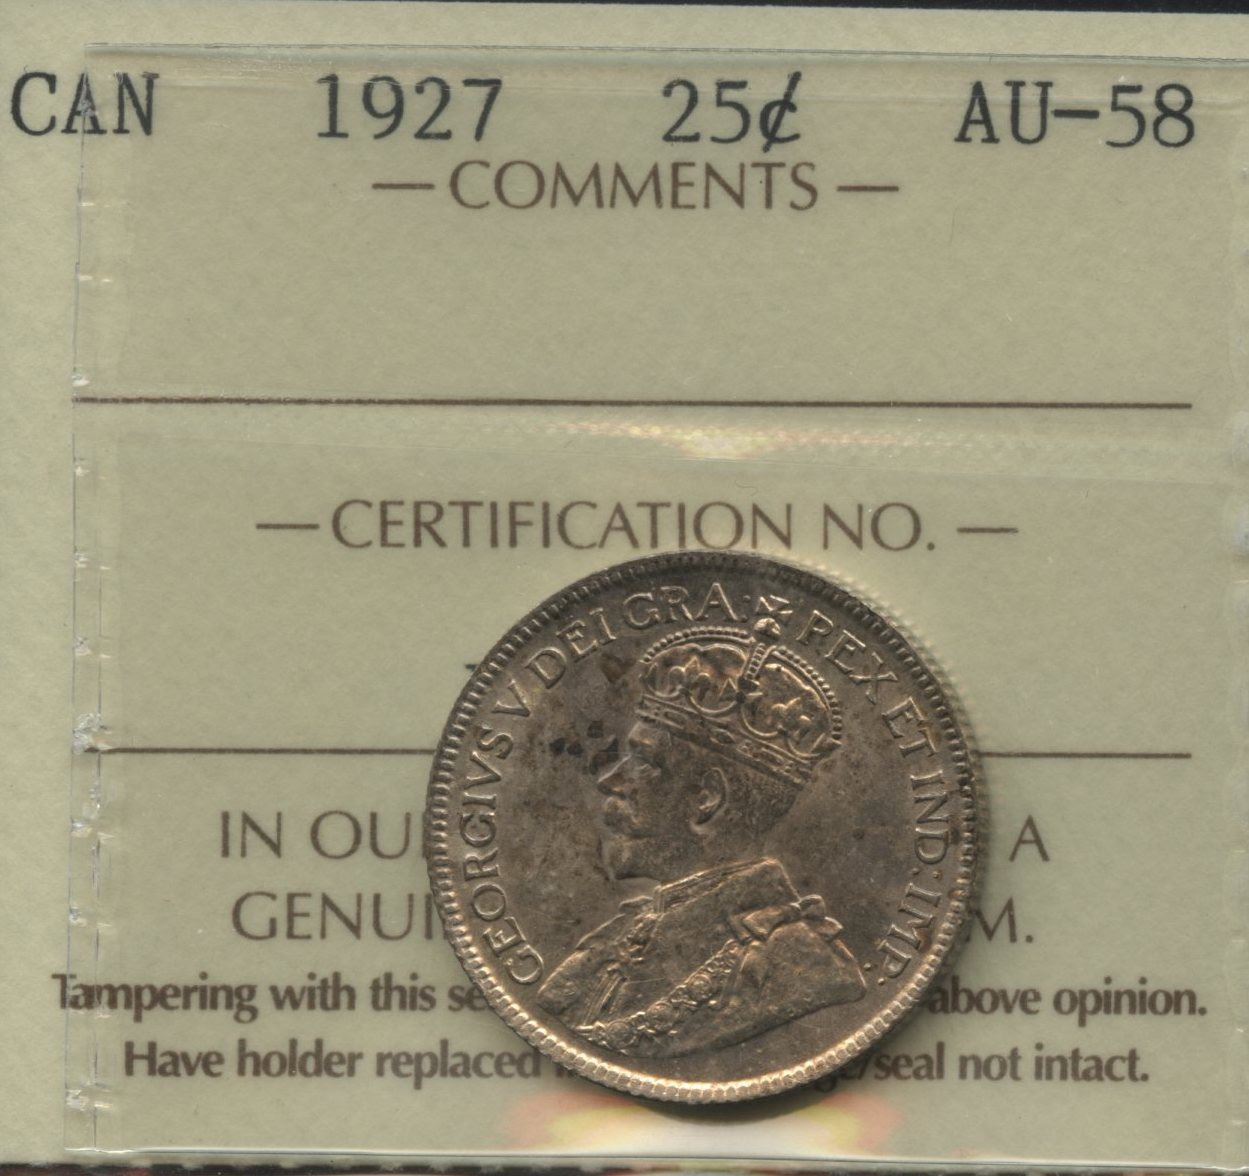 CAN 1927 25¢ AU-58
— COMMENTS —
— CERTIFICATION NO. —
GEORGIVS V DEI GRA: REX ET IND: IMP:
IN OU A
GENUI M.
Tampering with this se above opinion.
Have holder replaced /seal not intact.